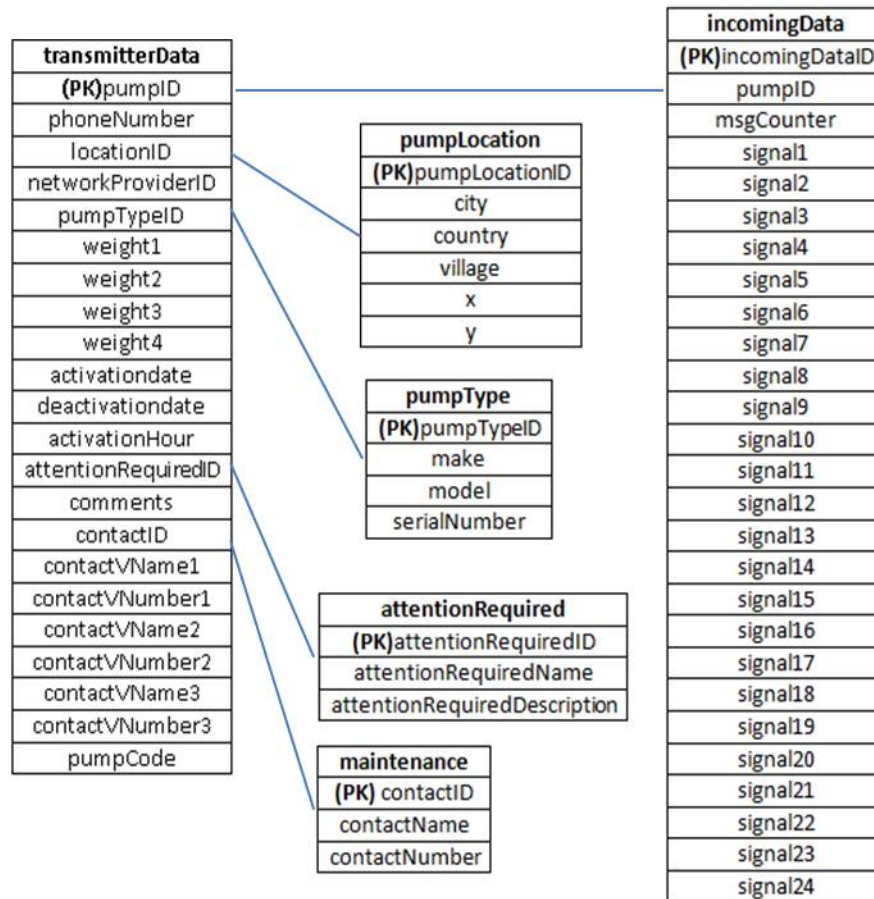 transmitterData
(PK)pumpID
phoneNumber
locationID
networkProviderID
pumpTypeID
weight1
weight2
weight3
weight4
activationdate
deactivationdate
activationHour
attentionRequiredID
comments
contactID
contactVName1
contactVNumber1
contactVName2
contactVNumber2
contactVName3
contactVNumber3
pumpCode
pumpLocation
(PK)pumpLocationID
city
country
village
x
y
pumpType
(PK)pumpTypeID
make
model
serialNumber
attentionRequired
(PK)attentionRequiredID
attentionRequiredName
attentionRequiredDescription
maintenance
(PK) contactID
contactName
contactNumber
incomingData
(PK)incomingDataID
pumpID
msgCounter
signal1
signal2
signal3
signal4
signal5
signal6
signal7
signal8
signal9
signal10
signal11
signal12
signal13
signal14
signal15
signal16
signal17
signal18
signal19
signal20
signal21
signal22
signal23
signal24